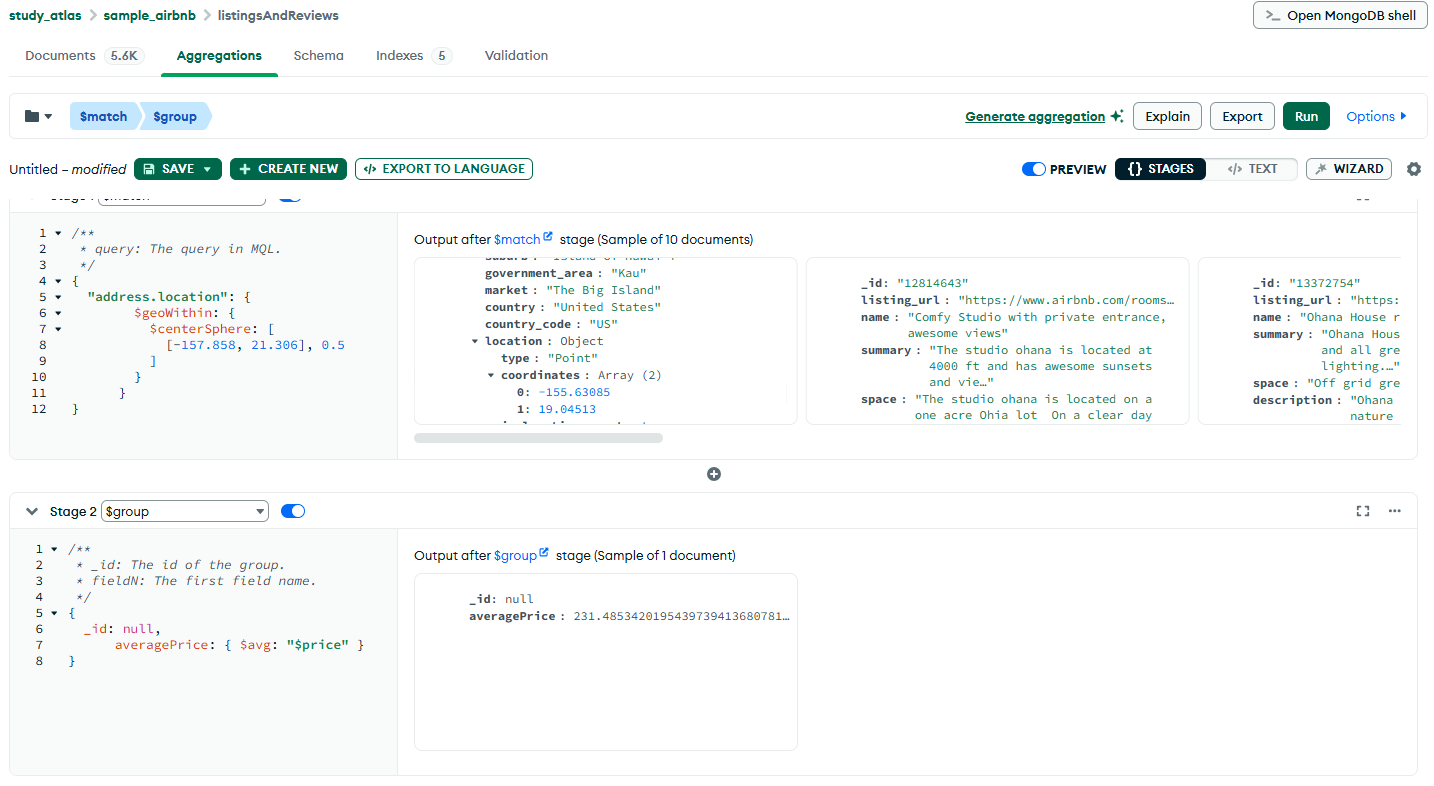 study_atlas > sample_airbnb > listingsAndReviews
>_ Open MongoDB shell
Documents 5.6K Aggregations Schema Indexes 5 Validation
$match $group
Generate aggregation Explain Export Run Options
Untitled – modified SAVE + CREATE NEW </> EXPORT TO LANGUAGE
PREVIEW {} STAGES </> TEXT WIZARD
1 /**
2 * query: The query in MQL.
3 */
4 {
5 "address.location": {
6 $geoWithin: {
7 $centerSphere: [
8 [-157.858, 21.306], 0.5
9 ]
10 }
11 }
12 }
Output after $match stage (Sample of 10 documents)
government_area : "Kau"
market : "The Big Island"
country : "United States"
country_code : "US"
location : Object
type : "Point"
coordinates : Array (2)
0: -155.63085
1: 19.04513
_id: "12814643"
listing_url : "https://www.airbnb.com/rooms…
name : "Comfy Studio with private entrance,
awesome views"
summary : "The studio ohana is located at
4000 ft and has awesome sunsets
and vie…"
space : "The studio ohana is located on a
one acre Ohia lot On a clear day
_id: "13372754"
listing_url : "https:
name : "Ohana House r
summary : "Ohana Hous
and all gre
lighting.…"
space : "Off grid gre
description : "Ohana
nature
Stage 2 $group
1 /**
2 * _id: The id of the group.
3 * fieldN: The first field name.
4 */
5 {
6 _id: null,
7 averagePrice: { $avg: "$price" }
8 }
Output after $group stage (Sample of 1 document)
_id: null
averagePrice : 231.4853420195439739413680781…